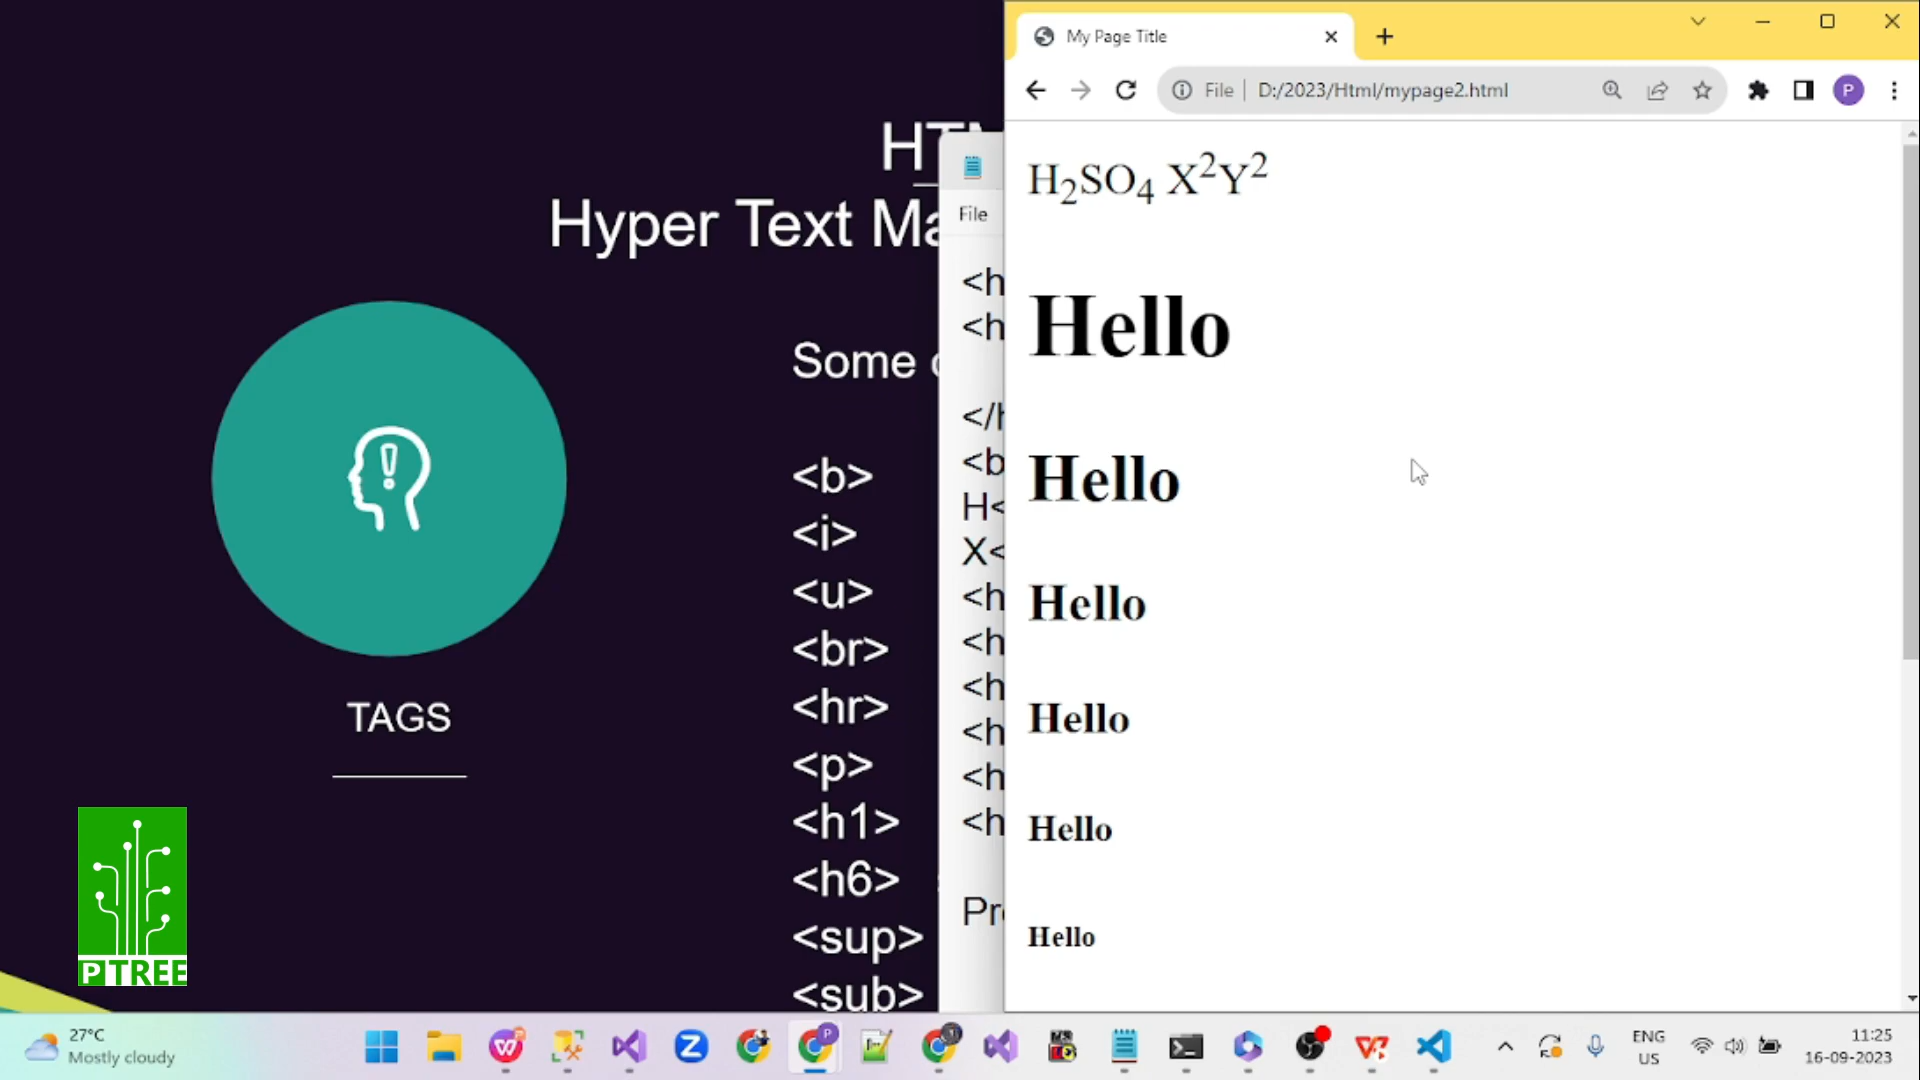 HTM
Hyper Text Ma
Some
TAGS
<b>
<i>
<u>
<br>
<hr>
<p>
<h1>
<h6>
<sup>
<sub>
PTREE
File
<h
<h
</h
<b
H<
X<
<h
<h
<h
<h
<h
<h
Pr
My Page Title
File | D:/2023/Html/mypage2.html
P
H₂SO₄ X²Y²
Hello
Hello
Hello
Hello
Hello
Hello
27°C
Mostly cloudy
ENG
US
11:25
16-09-2023